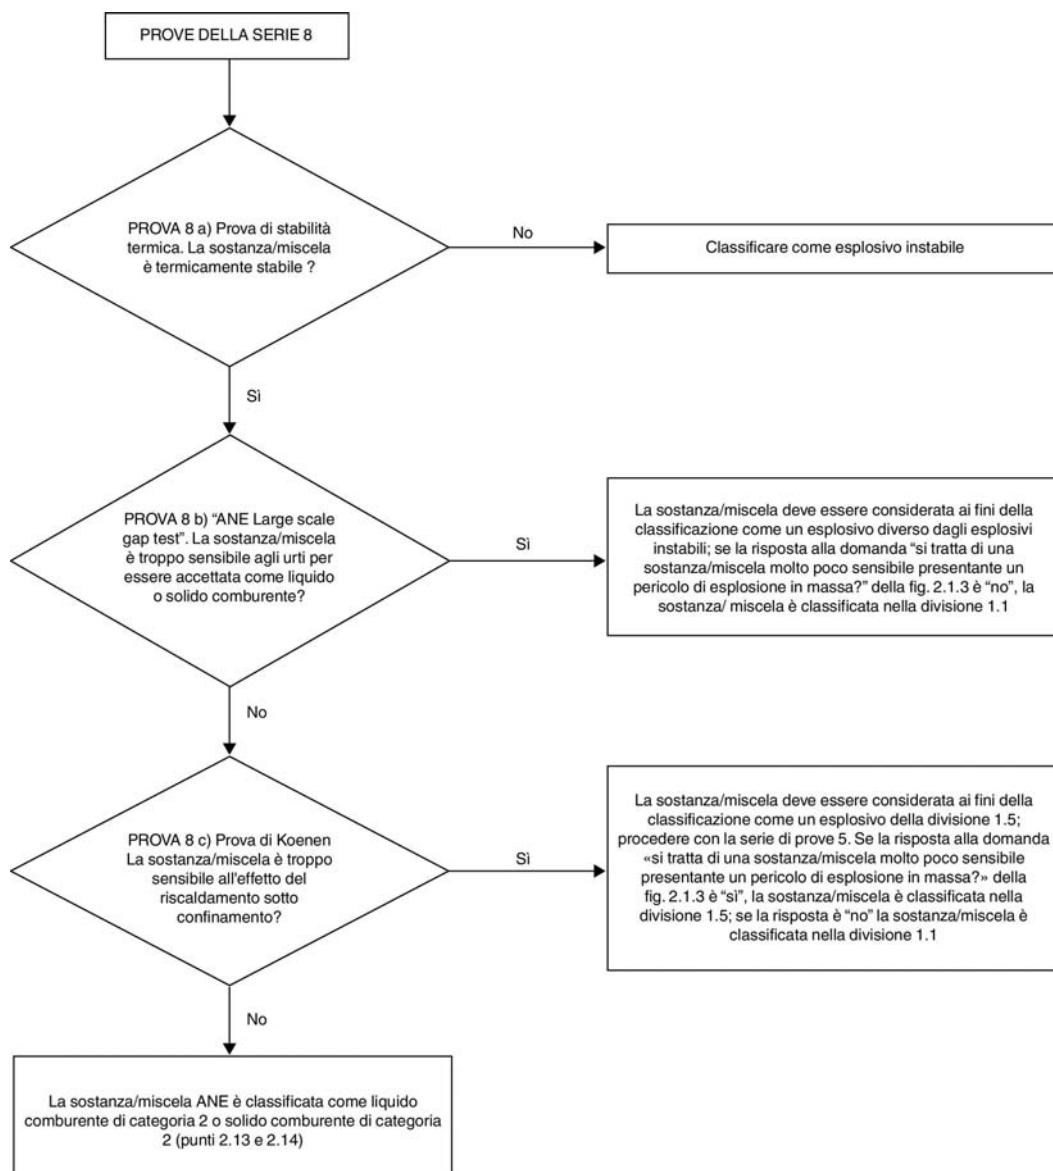 PROVE DELLA SERIE 8
PROVA 8 a) Prova di stabilità
termica. La sostanza/miscela
è termicamente stabile ?
No
Classificare come esplosivo instabile
Sì
PROVA 8 b) “ANE Large scale
gap test”. La sostanza/miscela
è troppo sensibile agli urti per
essere accettata come liquido
o solido comburente?
Sì
La sostanza/miscela deve essere considerata ai fini della
classificazione come un esplosivo diverso dagli esplosivi
instabili; se la risposta alla domanda “si tratta di una
sostanza/miscela molto poco sensibile presentante un
pericolo di esplosione in massa?” della fig. 2.1.3 è “no”, la
sostanza/ miscela è classificata nella divisione 1.1
No
PROVA 8 c) Prova di Koenen
La sostanza/miscela è troppo
sensibile all'effetto del
riscaldamento sotto
confinamento?
Sì
La sostanza/miscela deve essere considerata ai fini della
classificazione come un esplosivo della divisione 1.5;
procedere con la serie di prove 5. Se la risposta alla domanda
«si tratta di una sostanza/miscela molto poco sensibile
presentante un pericolo di esplosione in massa?» della
fig. 2.1.3 è “sì”, la sostanza/miscela è classificata nella
divisione 1.5; se la risposta è “no” la sostanza/miscela è
classificata nella divisione 1.1
No
La sostanza/miscela ANE è classificata come liquido
comburente di categoria 2 o solido comburente di categoria
2 (punti 2.13 e 2.14)